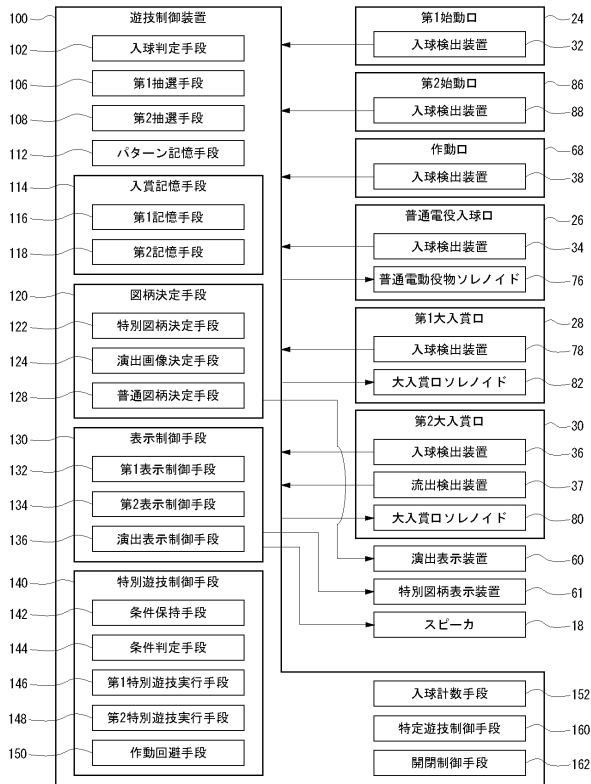 100 遊技制御装置
102 入球判定手段
106 第1抽選手段
108 第2抽選手段
112 パターン記憶手段
114 入賞記憶手段
116 第1記憶手段
118 第2記憶手段
120 図柄決定手段
122 特別図柄決定手段
124 演出画像決定手段
128 普通図柄決定手段
130 表示制御手段
132 第1表示制御手段
134 第2表示制御手段
136 演出表示制御手段
140 特別遊技制御手段
142 条件保持手段
144 条件判定手段
146 第1特別遊技実行手段
148 第2特別遊技実行手段
150 作動回避手段
第1始動口 24
入球検出装置 32
第2始動口 86
入球検出装置 88
作動口 68
入球検出装置 38
普通電役入球口 26
入球検出装置 34
普通電動役物ソレノイド 76
第1大入賞口 28
入球検出装置 78
大入賞口ソレノイド 82
第2大入賞口 30
入球検出装置 36
流出検出装置 37
大入賞口ソレノイド 80
演出表示装置 60
特別図柄表示装置 61
スピーカ 18
入球計数手段 152
特定遊技制御手段 160
開閉制御手段 162